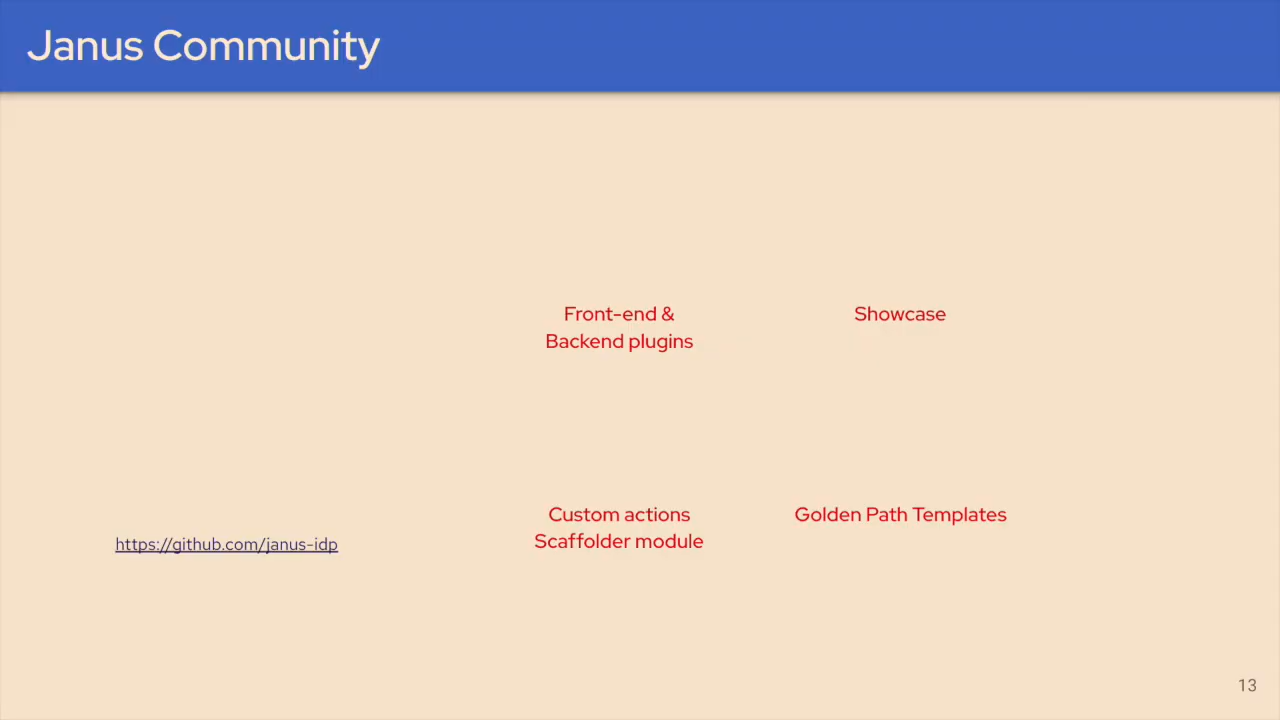 Janus Community
Front-end &
Backend plugins
Showcase
Custom actions
Scaffolder module
Golden Path Templates
https://github.com/janus-idp
13